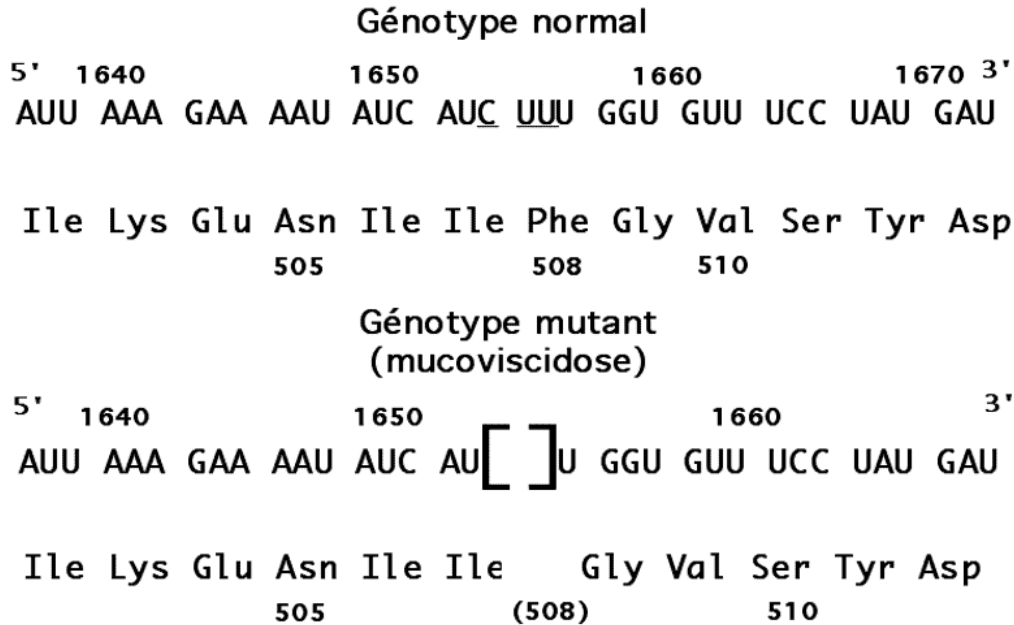 Génotype normal
5' 1640 1650 1660 1670 3'
AUU AAA GAA AAU AUC AUC UUU GGU GUU UCC UAU GAU
Ile Lys Glu Asn Ile Ile Phe Gly Val Ser Tyr Asp
505 508 510
Génotype mutant
(mucoviscidose)
5' 1640 1650 1660 3'
AUU AAA GAA AAU AUC AU[ ]U GGU GUU UCC UAU GAU
Ile Lys Glu Asn Ile Ile Gly Val Ser Tyr Asp
505 (508) 510